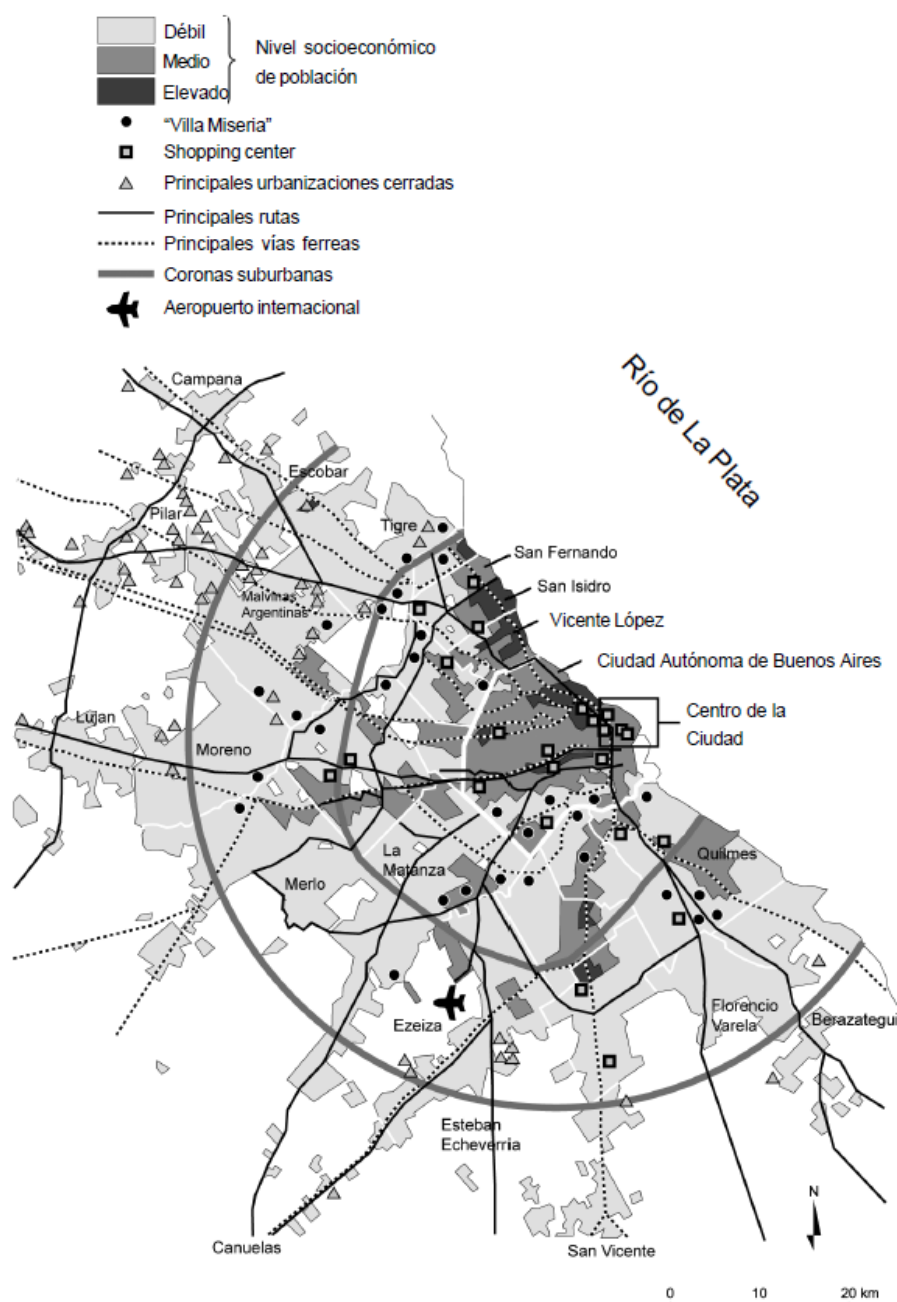 Débil
Medio
Elevado
Nivel socioeconómico
de población
“Villa Miseria”
Shopping center
Principales urbanizaciones cerradas
Principales rutas
Principales vías ferreas
Coronas suburbanas
Aeropuerto internacional
Río de La Plata
Campana
Escobar
Pilar
Tigre
San Fernando
San Isidro
Malvinas
Argentinas
Vicente López
Ciudad Autónoma de Buenos Aires
Centro de la
Ciudad
Lujan
Moreno
La
Matanza
Merlo
Quilmes
Ezeiza
Florencio
Varela
Berazategui
Esteban
Echeverria
Canuelas
San Vicente
N
0 10 20 km